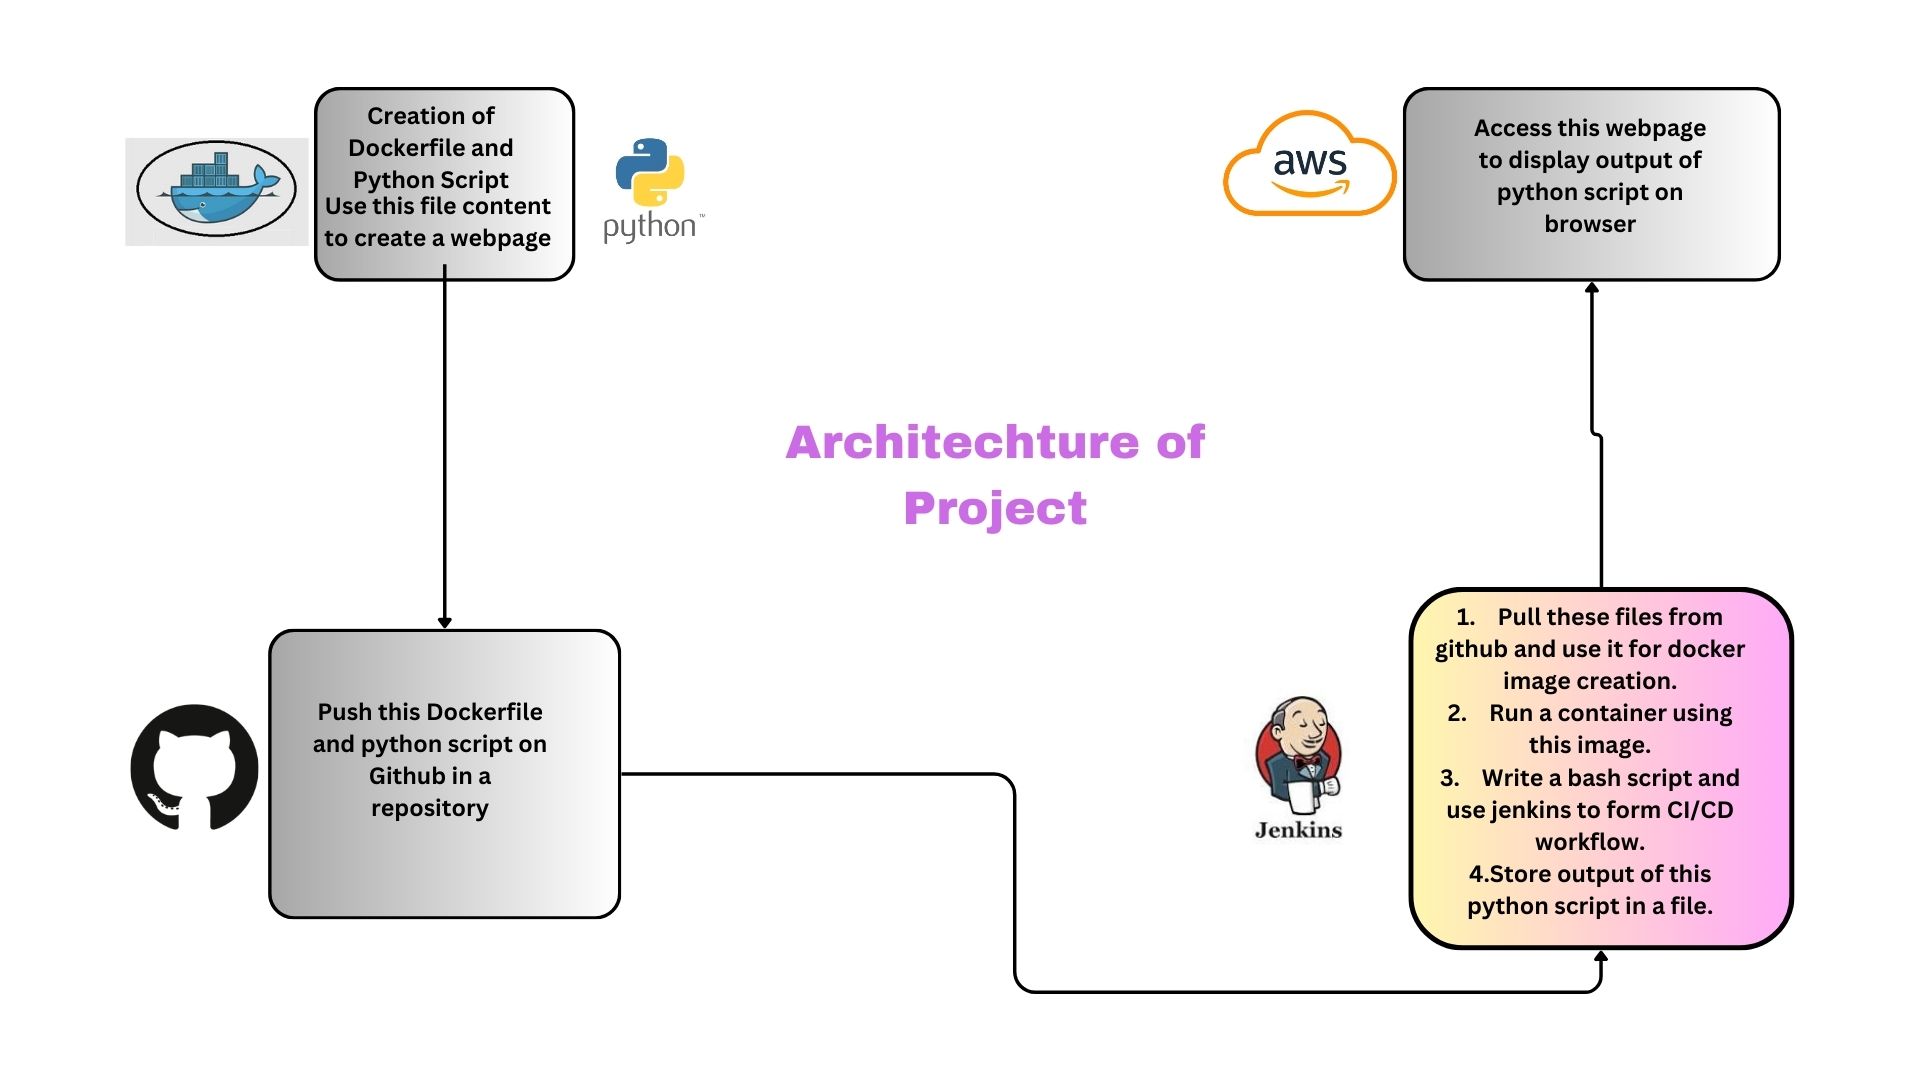 Creation of
Dockerfile and
Python Script
Use this file content
to create a webpage
python™
aws
Access this webpage
to display output of
python script on
browser
Architechture of
Project
Push this Dockerfile
and python script on
Github in a
repository
Jenkins
1. Pull these files from
github and use it for docker
image creation.
2. Run a container using
this image.
3. Write a bash script and
use jenkins to form CI/CD
workflow.
4.Store output of this
python script in a file.